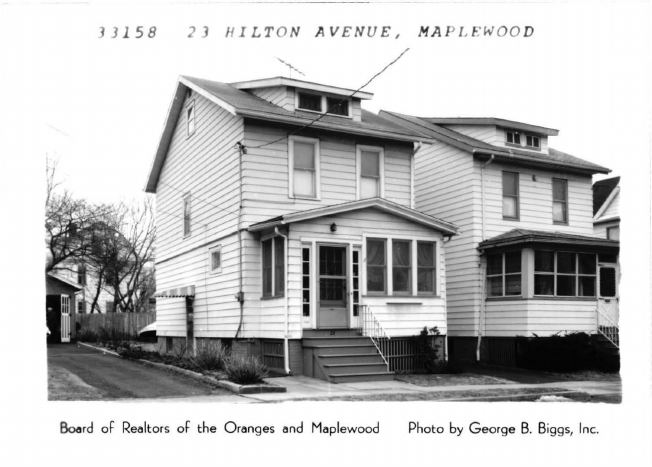 33158 23 HILTON AVENUE, MAPLEWOOD
Board of Realtors of the Oranges and Maplewood Photo by George B. Biggs, Inc.